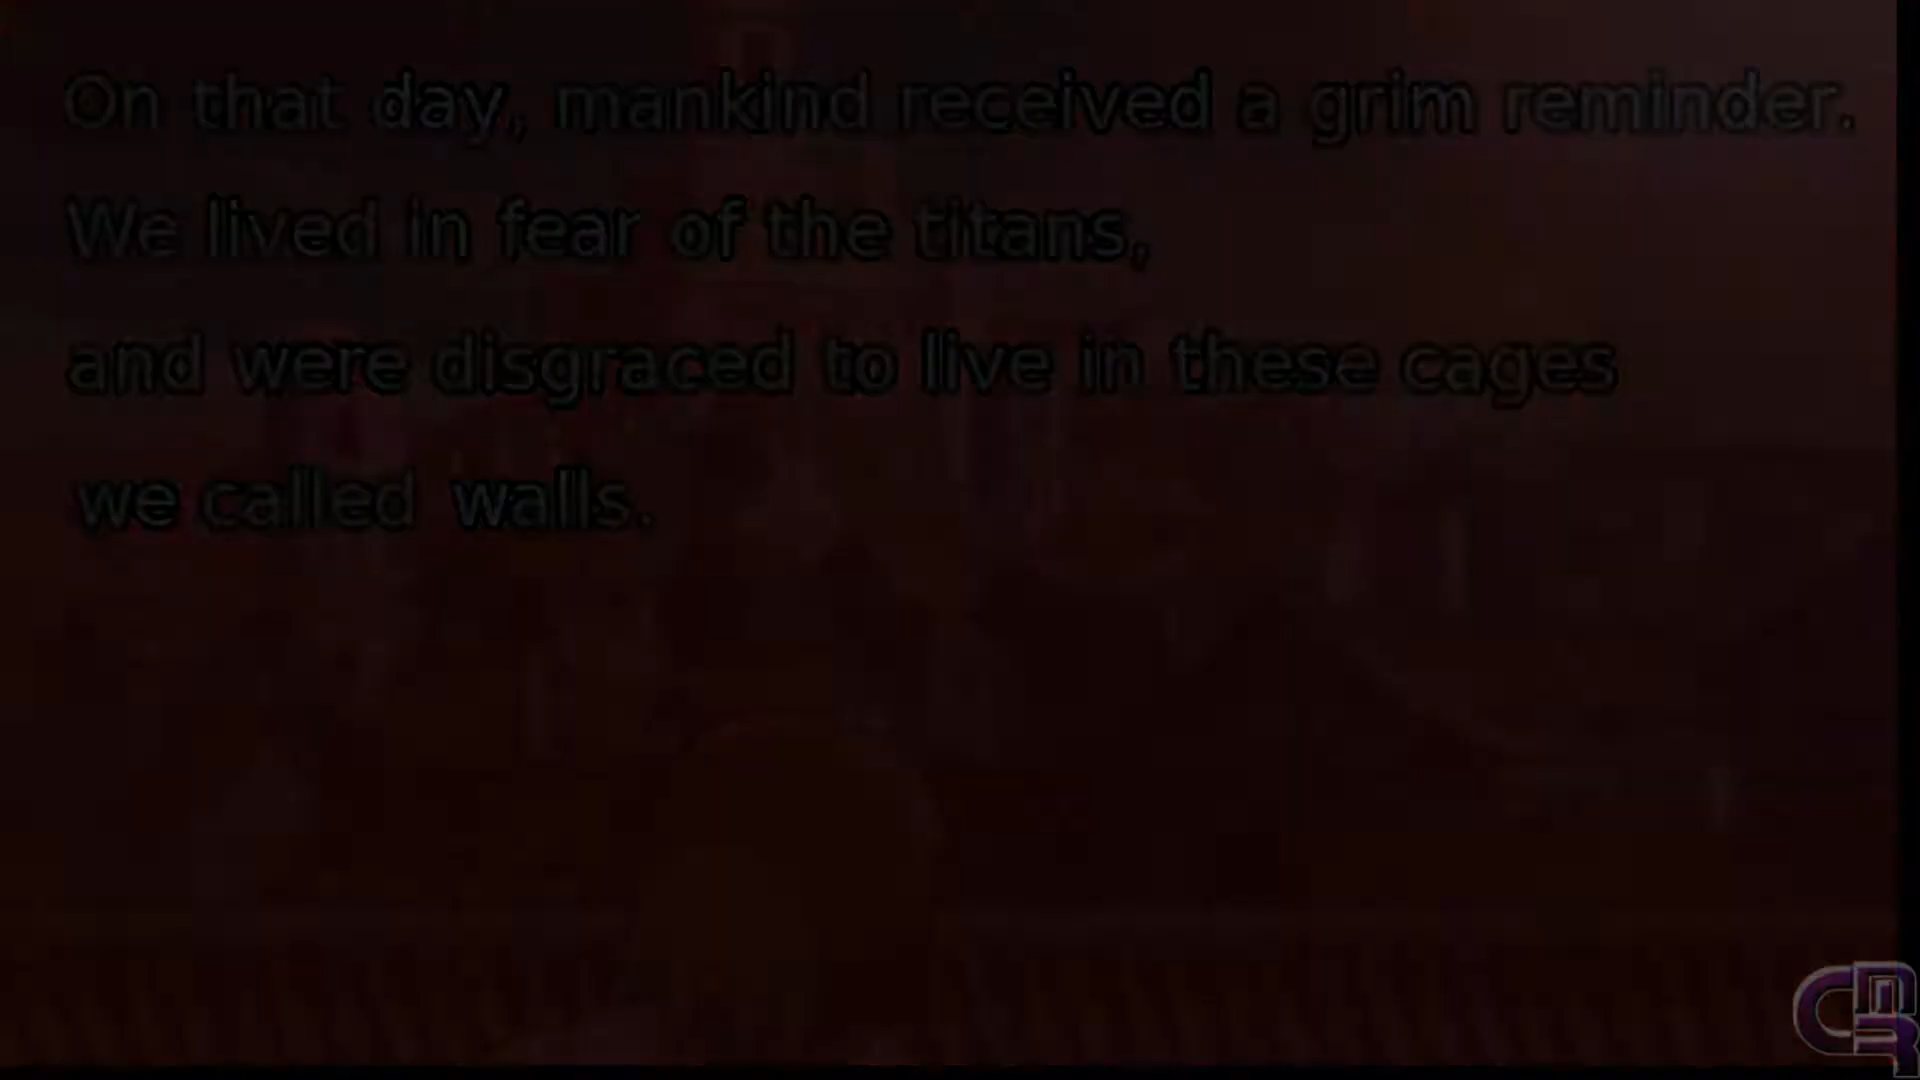 On that day, mankind received a grim reminder.
We lived in fear of the titans,
and were disgraced to live in these cages
we called walls.